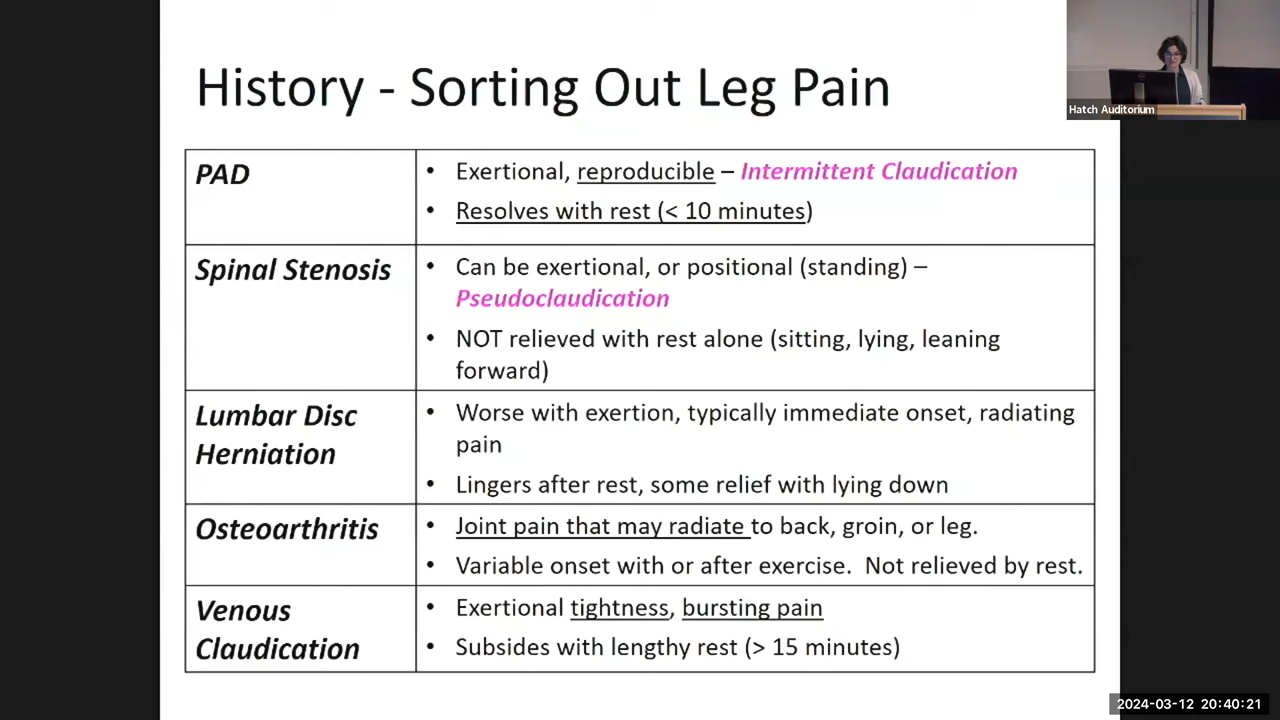 History - Sorting Out Leg Pain
Hatch Auditorium
PAD
• Exertional, reproducible – Intermittent Claudication
• Resolves with rest (< 10 minutes)
Spinal Stenosis
• Can be exertional, or positional (standing) –
Pseudoclaudication
• NOT relieved with rest alone (sitting, lying, leaning
forward)
Lumbar Disc
Herniation
• Worse with exertion, typically immediate onset, radiating
pain
• Lingers after rest, some relief with lying down
Osteoarthritis
• Joint pain that may radiate to back, groin, or leg.
• Variable onset with or after exercise.  Not relieved by rest.
Venous
Claudication
• Exertional tightness, bursting pain
• Subsides with lengthy rest (> 15 minutes)
2024-03-12 20:40:21